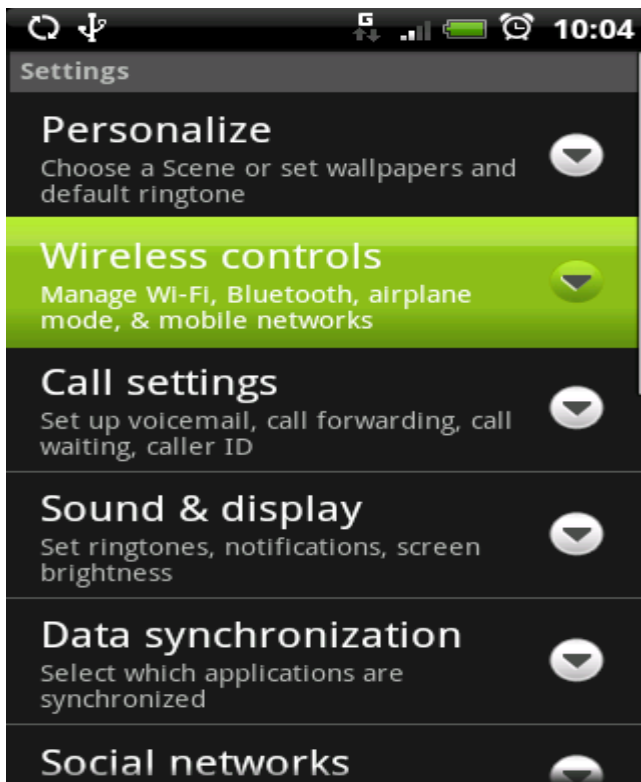 G
10:04
Settings
Personalize
Choose a Scene or set wallpapers and
default ringtone
Wireless controls
Manage Wi-Fi, Bluetooth, airplane
mode, & mobile networks
Call settings
Set up voicemail, call forwarding, call
waiting, caller ID
Sound & display
Set ringtones, notifications, screen
brightness
Data synchronization
Select which applications are
synchronized
Social networks